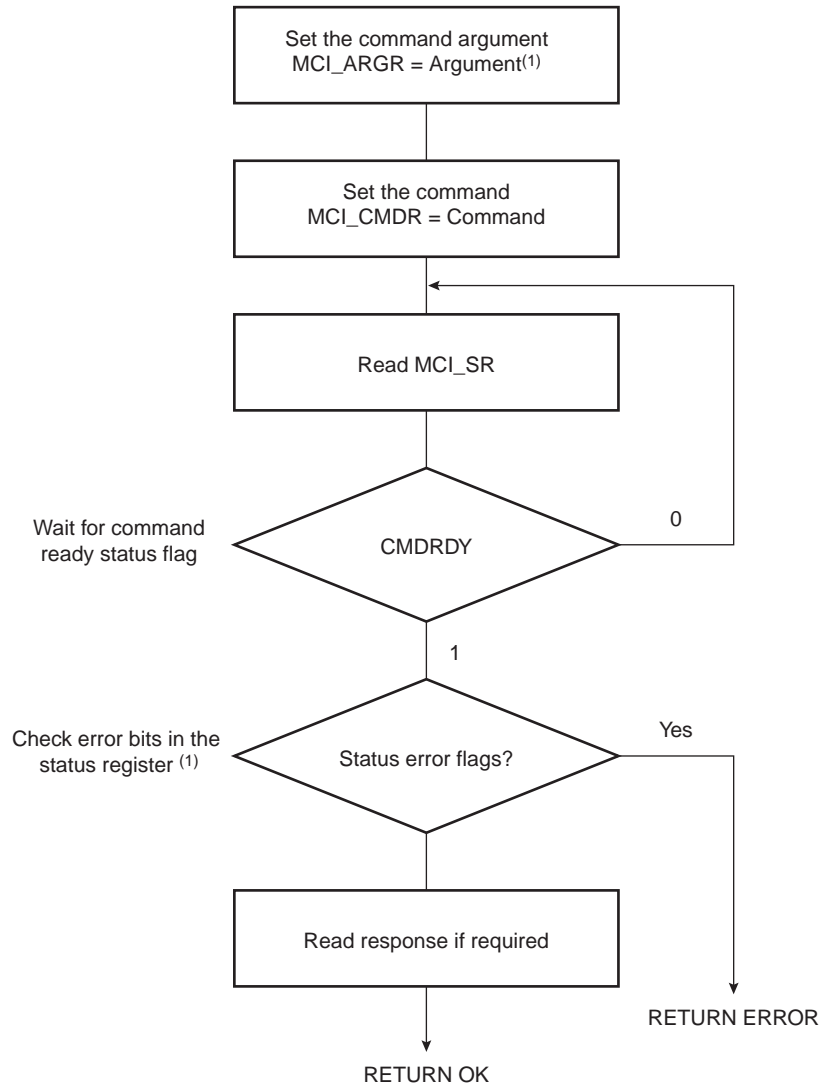 Set the command argument
MCI_ARGR = Argument(1)
Set the command
MCI_CMDR = Command
Read MCI_SR
Wait for command
ready status flag
CMDRDY
0
1
Check error bits in the
status register (1)
Status error flags?
Yes
Read response if required
RETURN ERROR
RETURN OK